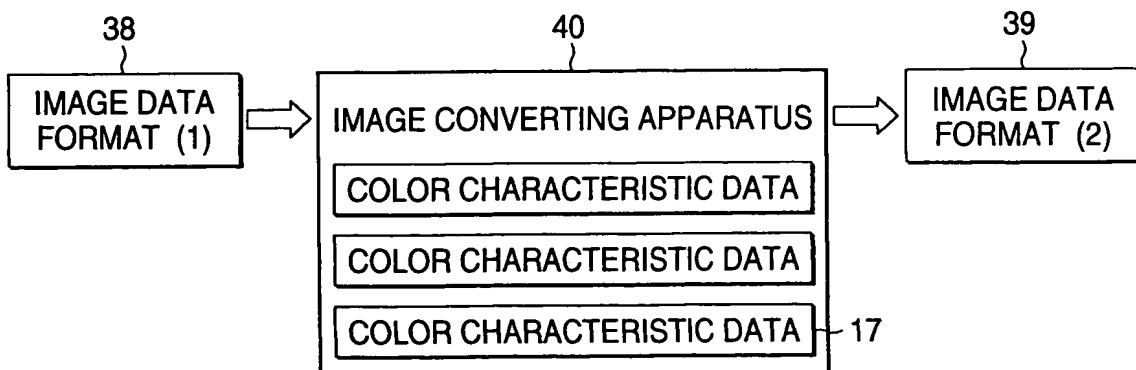 38
40
39
IMAGE DATA
FORMAT (1)
IMAGE CONVERTING APPARATUS
IMAGE DATA
FORMAT (2)
COLOR CHARACTERISTIC DATA
COLOR CHARACTERISTIC DATA
COLOR CHARACTERISTIC DATA
17